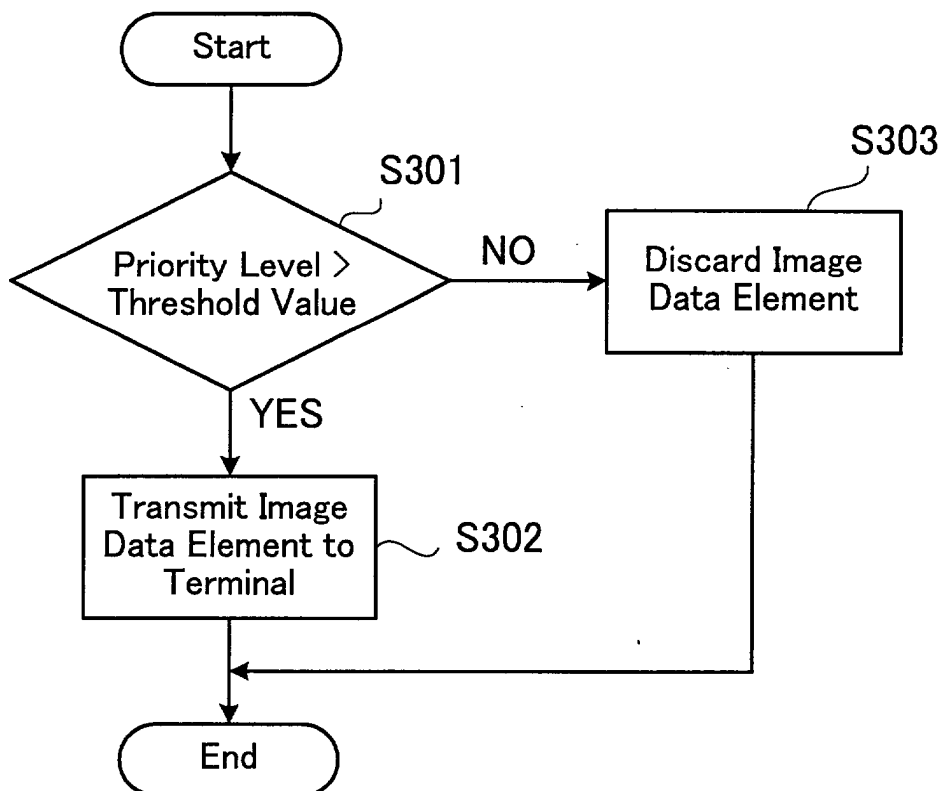 Start
S301
Priority Level >
Threshold Value
NO
S303
Discard Image
Data Element
YES
Transmit Image
Data Element to
Terminal
S302
End